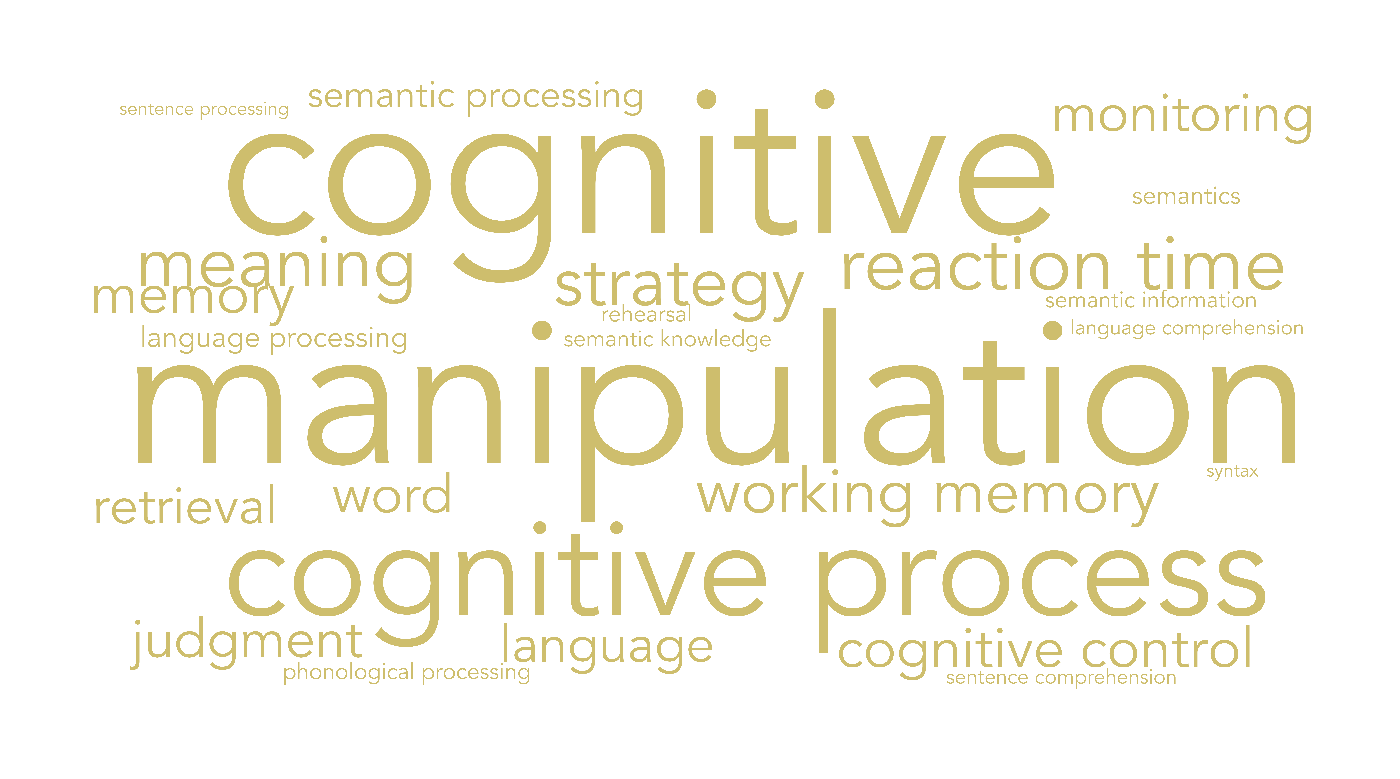 semantic processing
sentence processing
monitoring
cognitive
semantics
meaning
reaction time
strategy
memory
semantic information
rehearsal
language comprehension
language processing
semantic knowledge
manipulation
syntax
word
working memory
retrieval
cognitive process
judgment
language
cognitive control
phonological processing
sentence comprehension